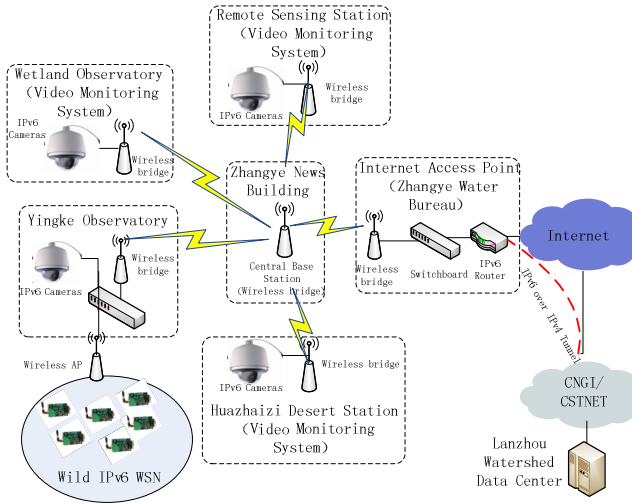 Remote Sensing Station
(Video Monitoring
System)
Wireless
bridge
IPv6 Cameras
Wetland Observatory
(Video Monitoring
System)
IPv6
Cameras
Wireless
bridge
Zhangye News
Building
Central Base
Station
(Wireless bridge)
Internet Access Point
(Zhangye Water
Bureau)
Wireless
bridge
Switchboard
IPv6
Router
Internet
IPv6 over IPv4 Tunnel
CNGI/
CSTNET
Lanzhou
Watershed
Data Center
Yingke Observatory
Wireless
bridge
IPv6 Cameras
Wireless AP
Wild IPv6 WSN
Wireless bridge
IPv6 Cameras
Huazhaizi Desert Station
(Video Monitoring
System)